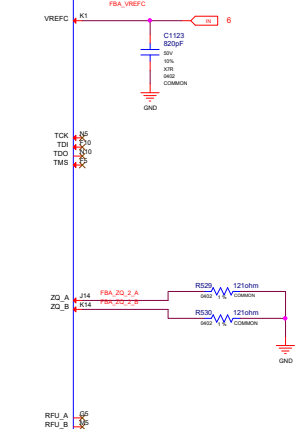 FBA_VREFC
VREFC K1 IN 6
C1123
820pF
50V
10%
X7R
0402
COMMON
GND
TCK N5
TDI F10
TDO N10
TMS F5
ZQ_A J14 FBA_ZQ_2_A R529 121ohm
0402 1% COMMON
ZQ_B K14 FBA_ZQ_2_B R530 121ohm
0402 1% COMMON
GND
RFU_A G5
RFU_B M5